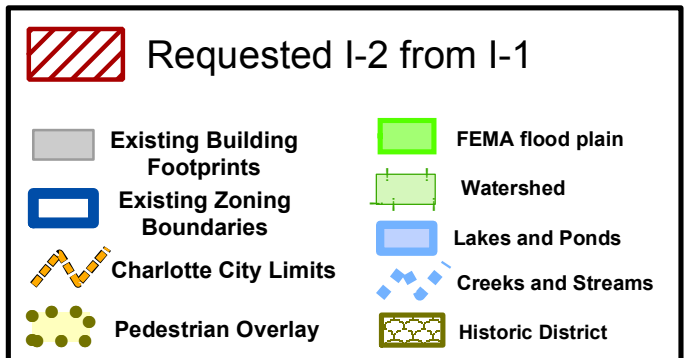 Requested I-2 from I-1
Existing Building
Footprints
Existing Zoning
Boundaries
Charlotte City Limits
Pedestrian Overlay
FEMA flood plain
Watershed
Lakes and Ponds
Creeks and Streams
Historic District